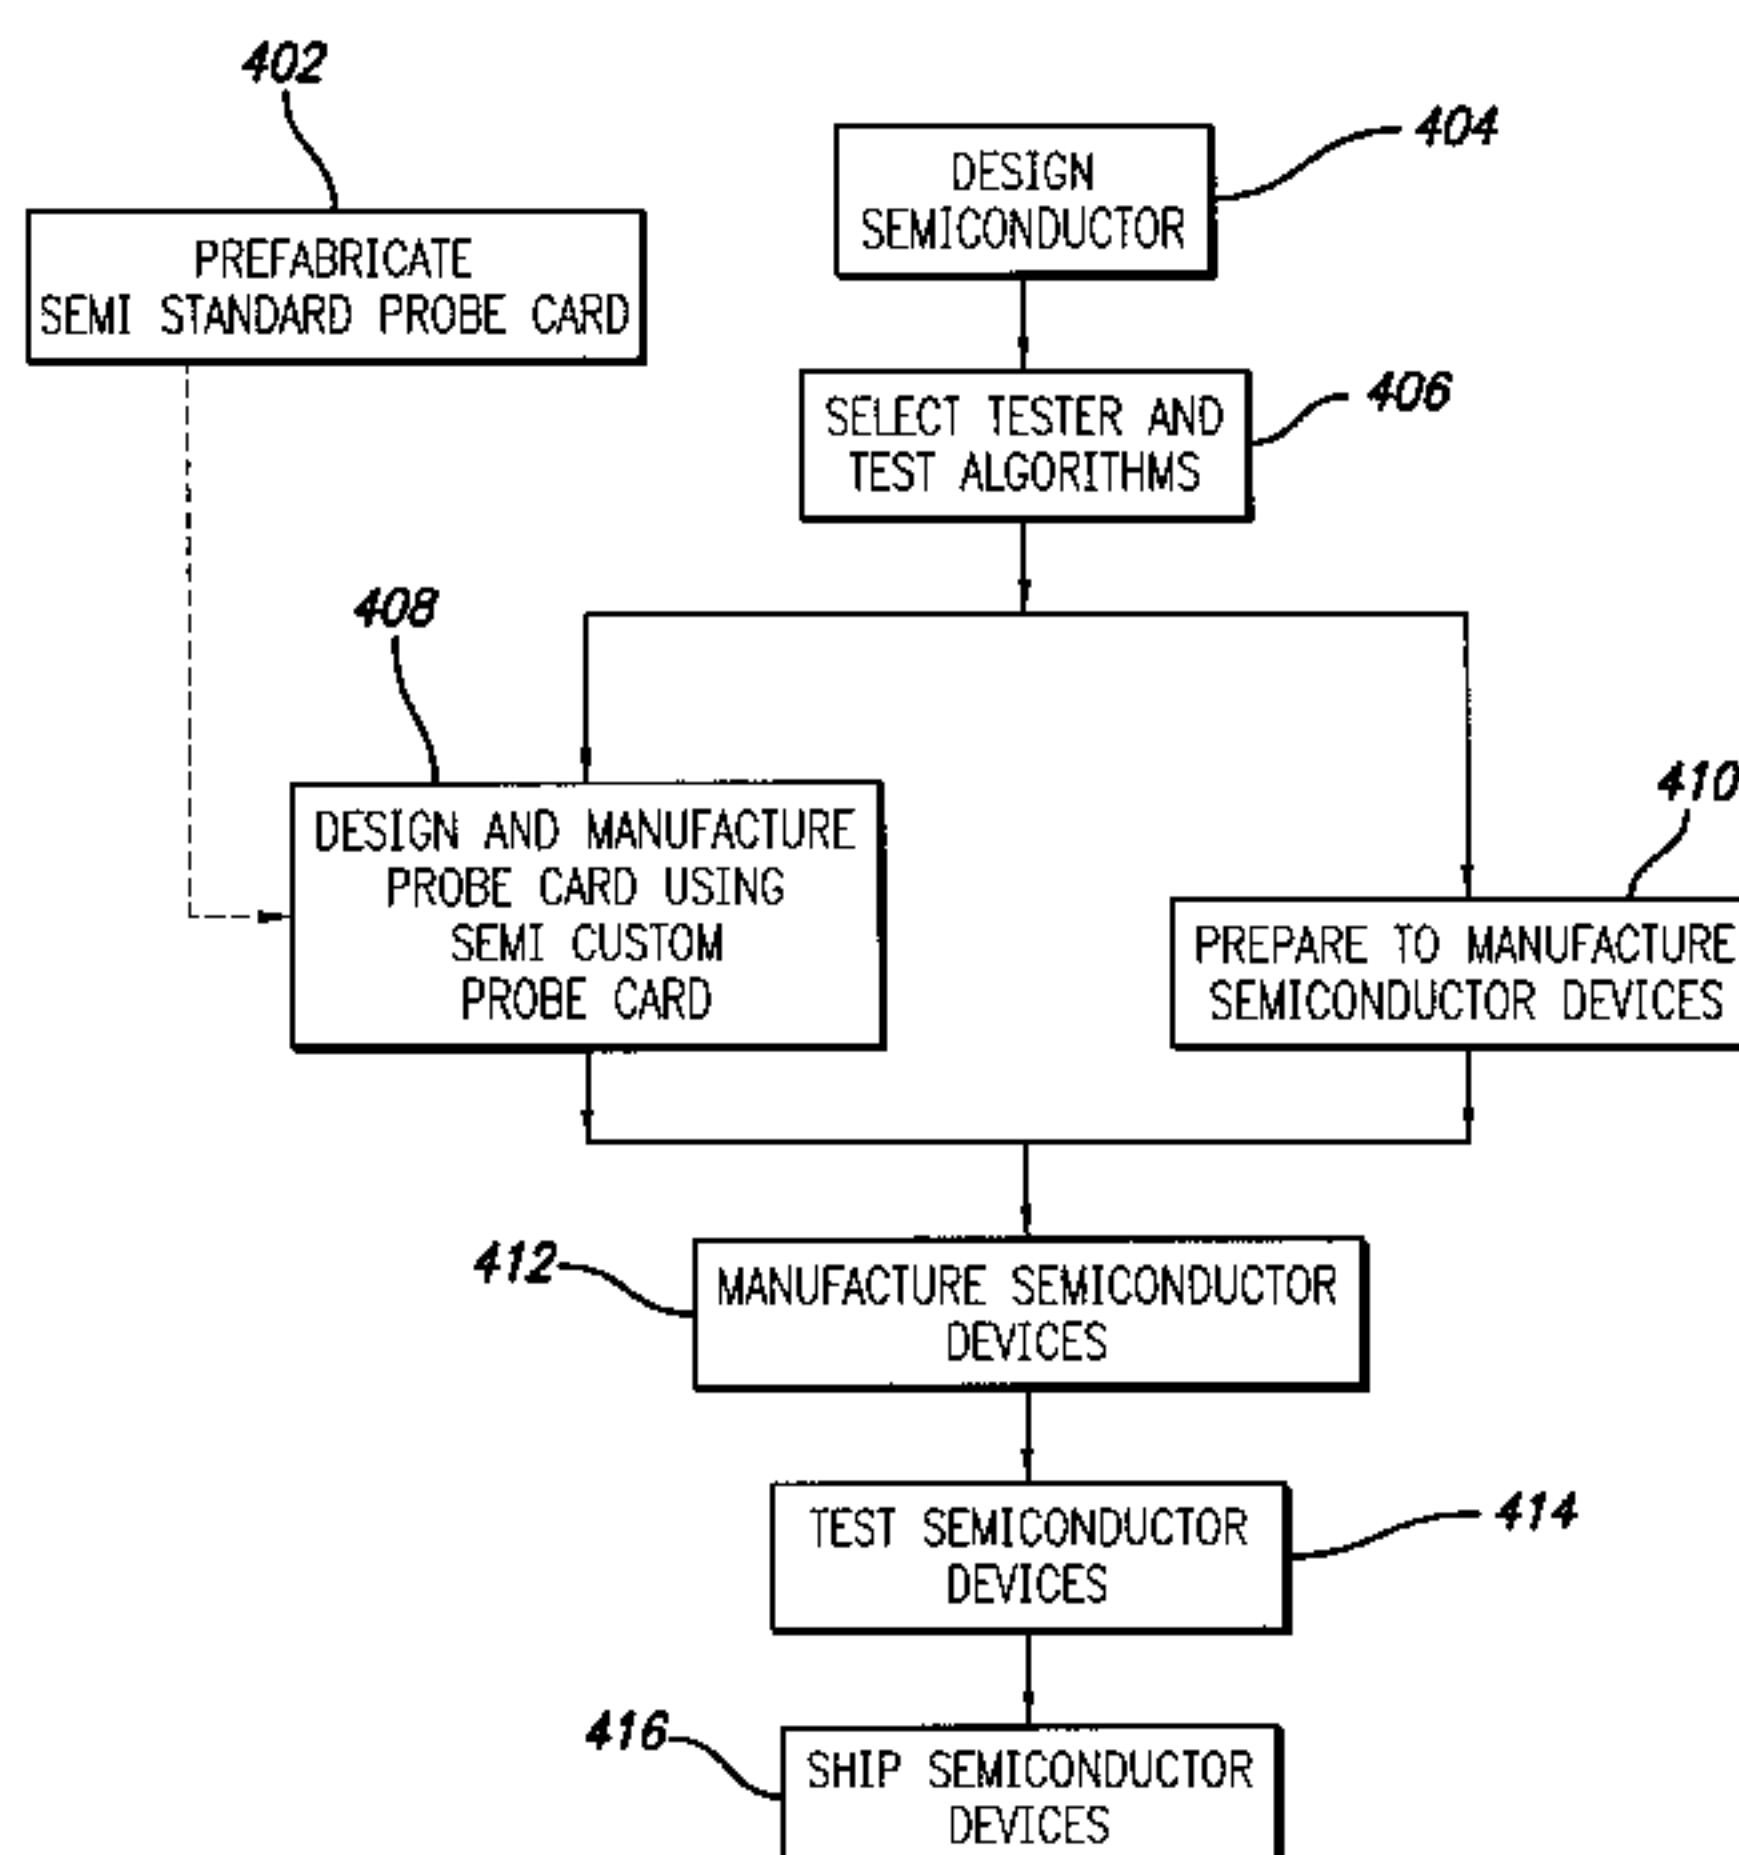 402
404
DESIGN
SEMICONDUCTOR
PREFABRICATE
SEMI STANDARD PROBE CARD
406
SELECT TESTER AND
TEST ALGORITHMS
408
410
DESIGN AND MANUFACTURE
PROBE CARD USING
SEMI CUSTOM
PROBE CARD
PREPARE TO MANUFACTURE
SEMICONDUCTOR DEVICES
412
MANUFACTURE SEMICONDUCTOR
DEVICES
414
TEST SEMICONDUCTOR
DEVICES
416
SHIP SEMICONDUCTOR
DEVICES